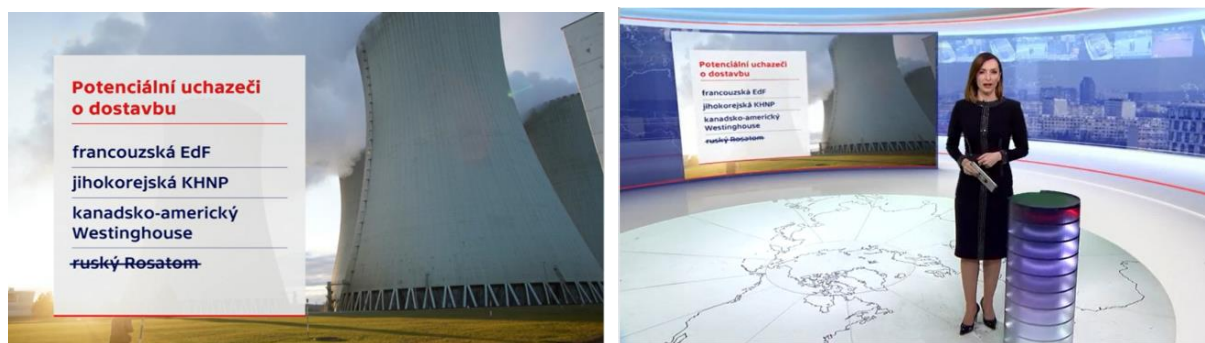 Potenciální uchazeči
o dostavbu
francouzská EdF
jihokorejská KHNP
kanadsko-americký
Westinghouse
ruský Rosatom
Potenciální uchazeči
o dostavbu
francouzská EdF
jihokorejská KHNP
kanadsko-americký
Westinghouse
ruský Rosatom